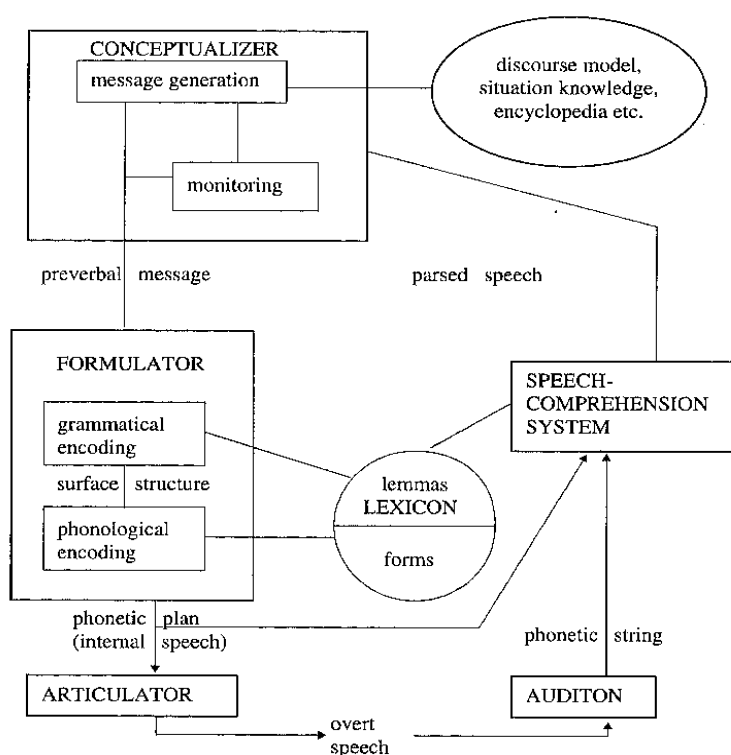 CONCEPTUALIZER
message generation
discourse model,
situation knowledge,
encyclopedia etc.
monitoring
preverbal message
parsed speech
FORMULATOR
grammatical
encoding
surface structure
phonological
encoding
lemmas
LEXICON
forms
SPEECH-
COMPREHENSION
SYSTEM
phonetic plan
(internal speech)
phonetic string
ARTICULATOR
AUDITON
overt
speech